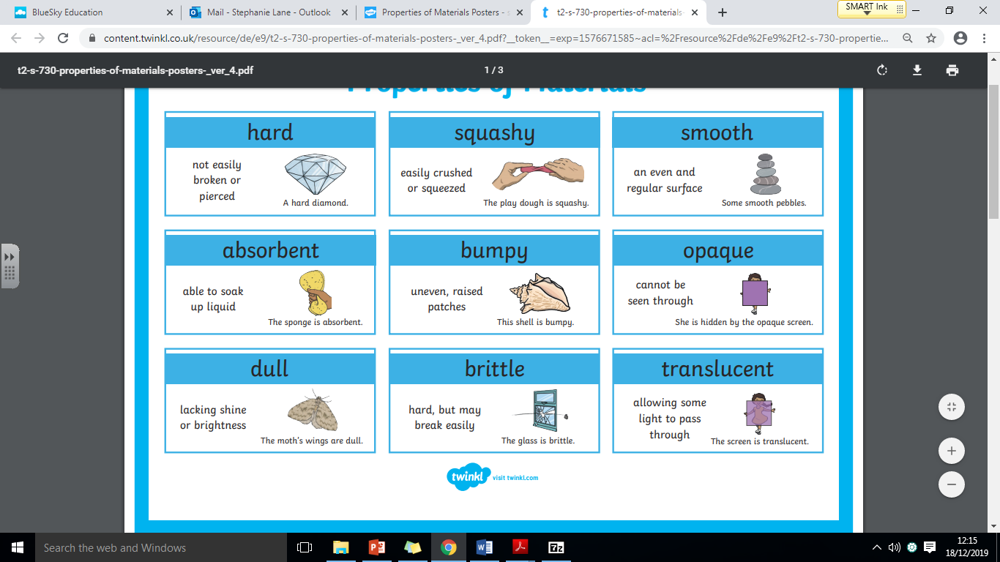 BlueSky Education
Mail - Stephanie Lane - Outlook
Properties of Materials Posters - s
t2-s-730-properties-of-materials-
SMART Ink
content.twinkl.co.uk/resource/de/e9/t2-s-730-properties-of-materials-posters-_ver_4.pdf?__token__=exp=1576671585~acl=%2Fresource%2Fde%2Fe9%2Ft2-s-730-propertie...
t2-s-730-properties-of-materials-posters-_ver_4.pdf
1 / 3
Properties of Materials
hard
not easily
broken or
pierced
A hard diamond.
squashy
easily crushed
or squeezed
The play dough is squashy.
smooth
an even and
regular surface
Some smooth pebbles.
absorbent
able to soak
up liquid
The sponge is absorbent.
bumpy
uneven, raised
patches
This shell is bumpy.
opaque
cannot be
seen through
She is hidden by the opaque screen.
dull
lacking shine
or brightness
The moth's wings are dull.
brittle
hard, but may
break easily
The glass is brittle.
translucent
allowing some
light to pass
through
The screen is translucent.
twinkl visit twinkl.com
Search the web and Windows
7z
12:15
18/12/2019